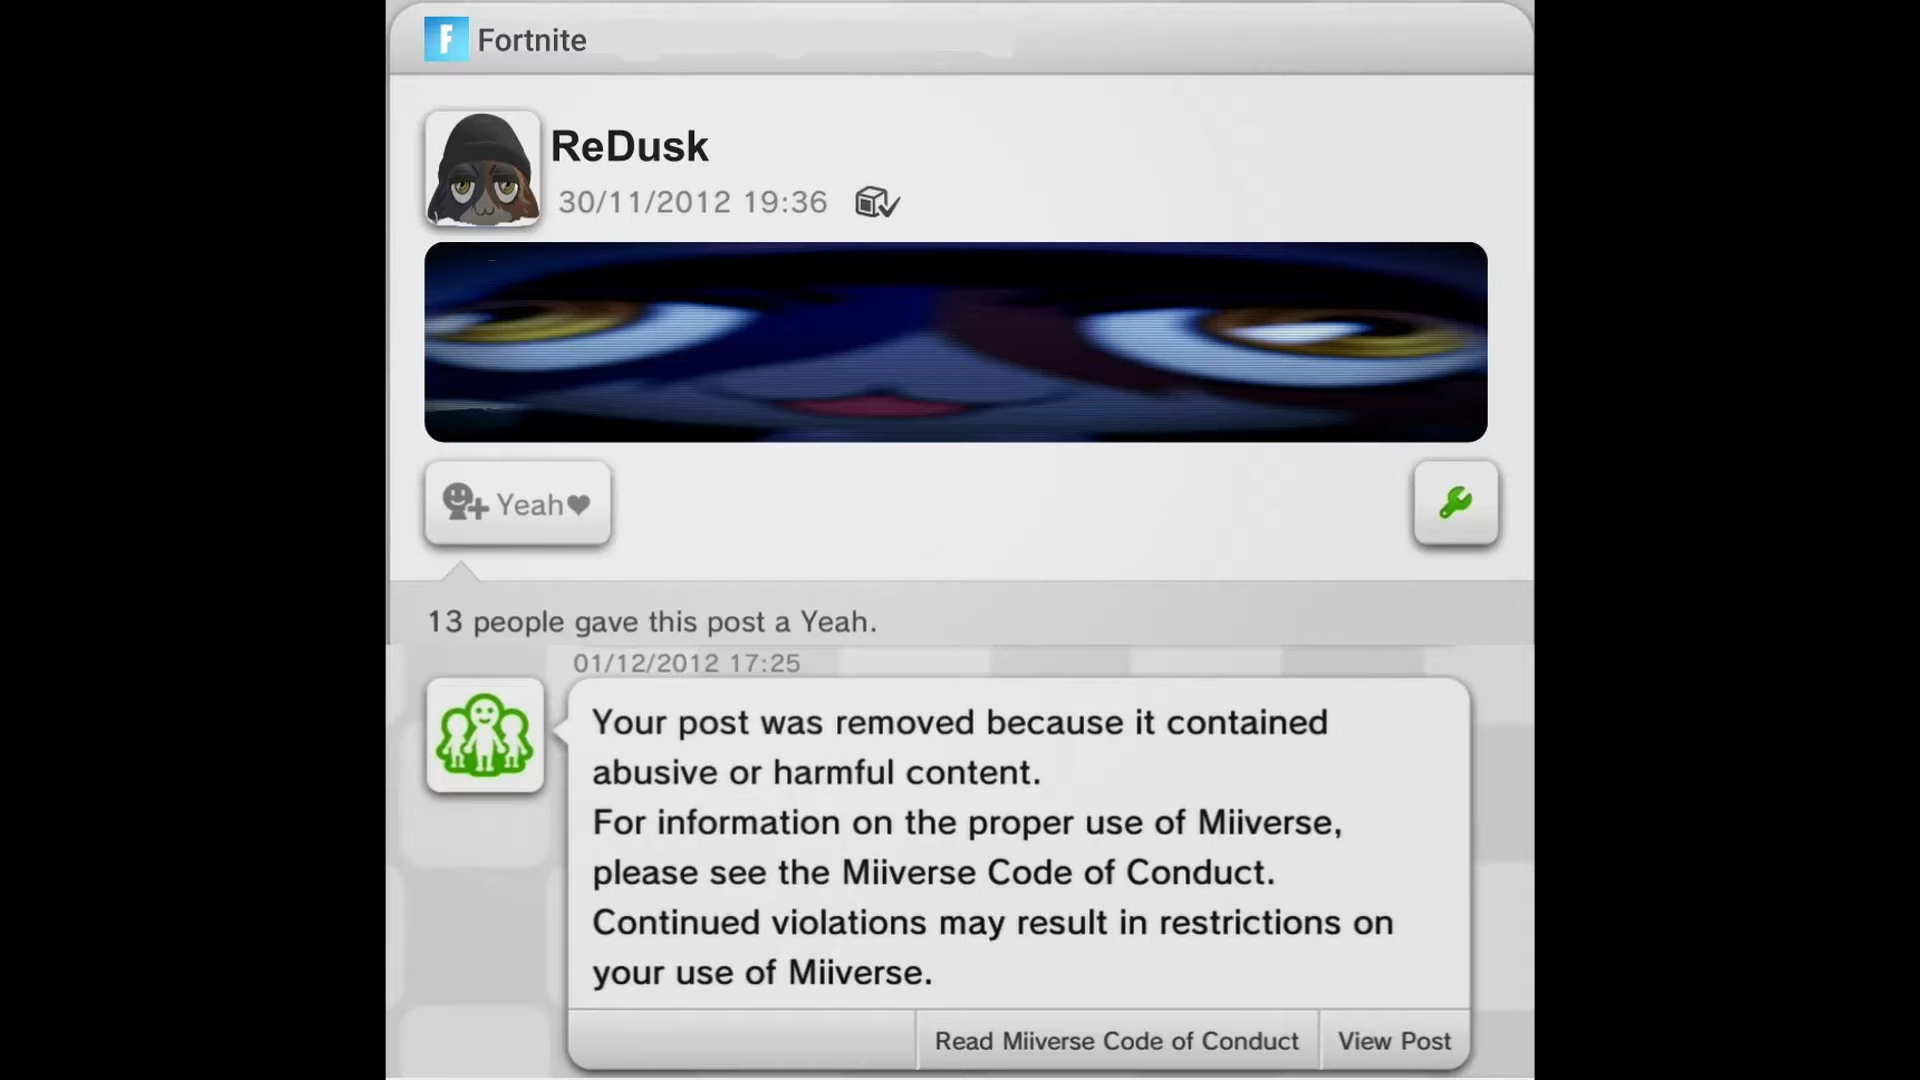 F Fortnite
ReDusk
30/11/2012 19:36
Yeah♥
13 people gave this post a Yeah.
01/12/2012 17:25
Your post was removed because it contained
abusive or harmful content.
For information on the proper use of Miiverse,
please see the Miiverse Code of Conduct.
Continued violations may result in restrictions on
your use of Miiverse.
Read Miiverse Code of Conduct View Post